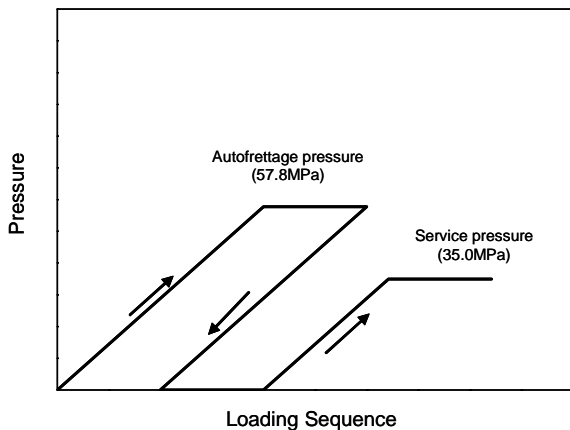 Autofrettage pressure
(57.8MPa)
Service pressure
(35.0MPa)
Pressure
Loading Sequence